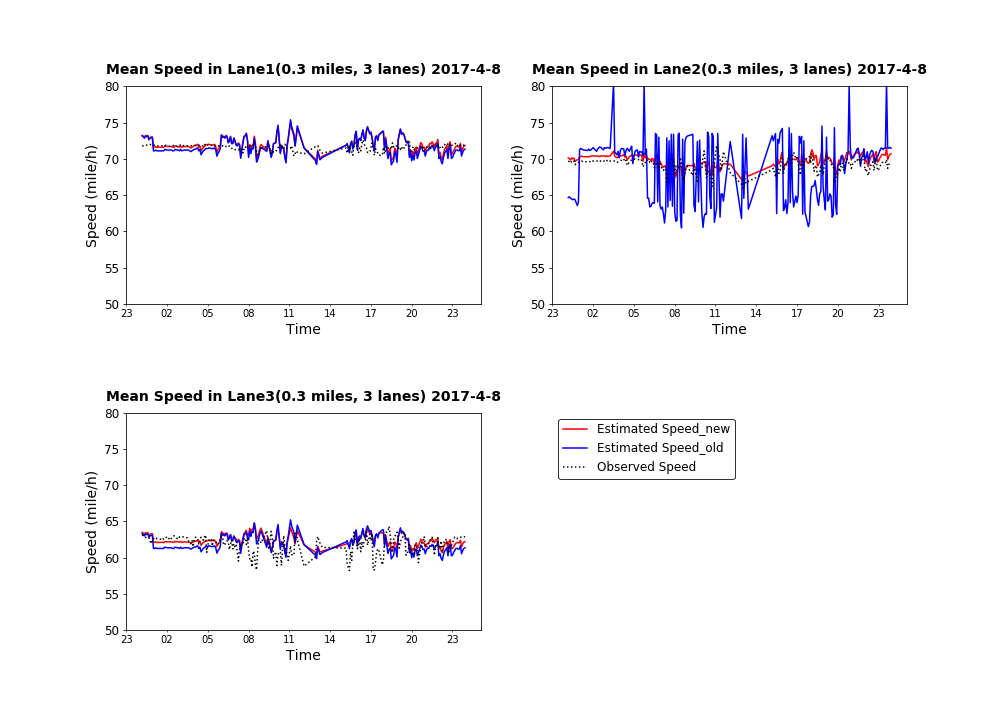 Mean Speed in Lane1(0.3 miles, 3 lanes) 2017-4-8
80
75
70
65
60
55
50
Speed (mile/h)
23 02 05 08 11 14 17 20 23
Time
Mean Speed in Lane2(0.3 miles, 3 lanes) 2017-4-8
80
75
70
65
60
55
50
Speed (mile/h)
23 02 05 08 11 14 17 20 23
Time
Mean Speed in Lane3(0.3 miles, 3 lanes) 2017-4-8
80
75
70
65
60
55
50
Speed (mile/h)
23 02 05 08 11 14 17 20 23
Time
Estimated Speed_new
Estimated Speed_old
Observed Speed